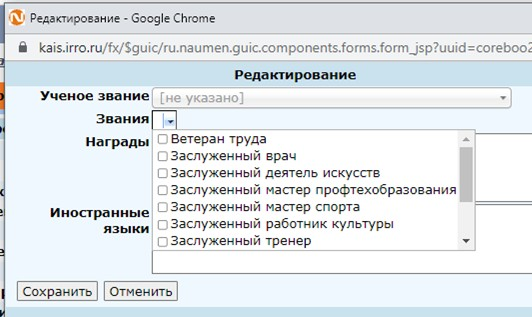 Редактирование - Google Chrome
kais.irro.ru/fx/$guic/ru.naumen.guic.components.forms.form_jsp?uuid=coreboo2
Редактирование
Ученое звание [не указано]
Звания
Награды
Ветеран труда
Заслуженный врач
Заслуженный деятель искусств
Заслуженный мастер профтехобразования
Заслуженный мастер спорта
Заслуженный работник культуры
Заслуженный тренер
Иностранные
языки
Сохранить Отменить